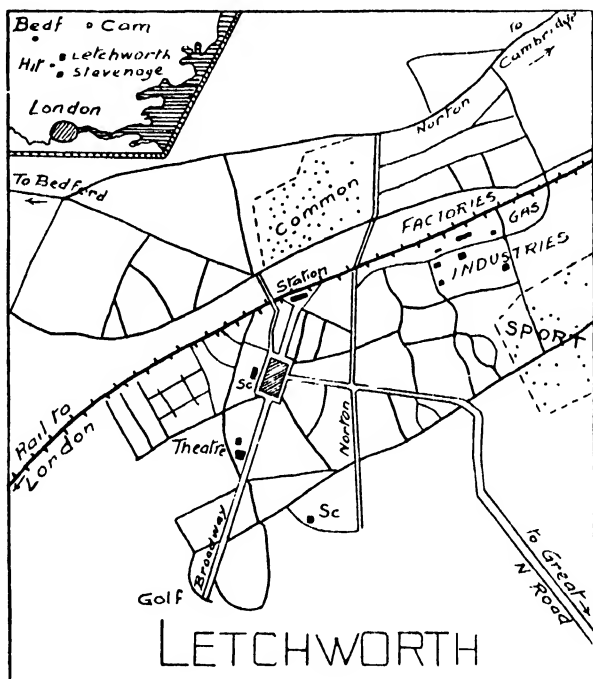 Bedf
Cam
Hit
Letchworth
Stevenage
London
To Cambridge
Norton
To Bedford
Common
FACTORIES
GAS
INDUSTRIES
Station
SPORT
Sc
Rail to
London
Theatre
Norton
Sc
Broadway
Golf
to Great
N Road
LETCHWORTH